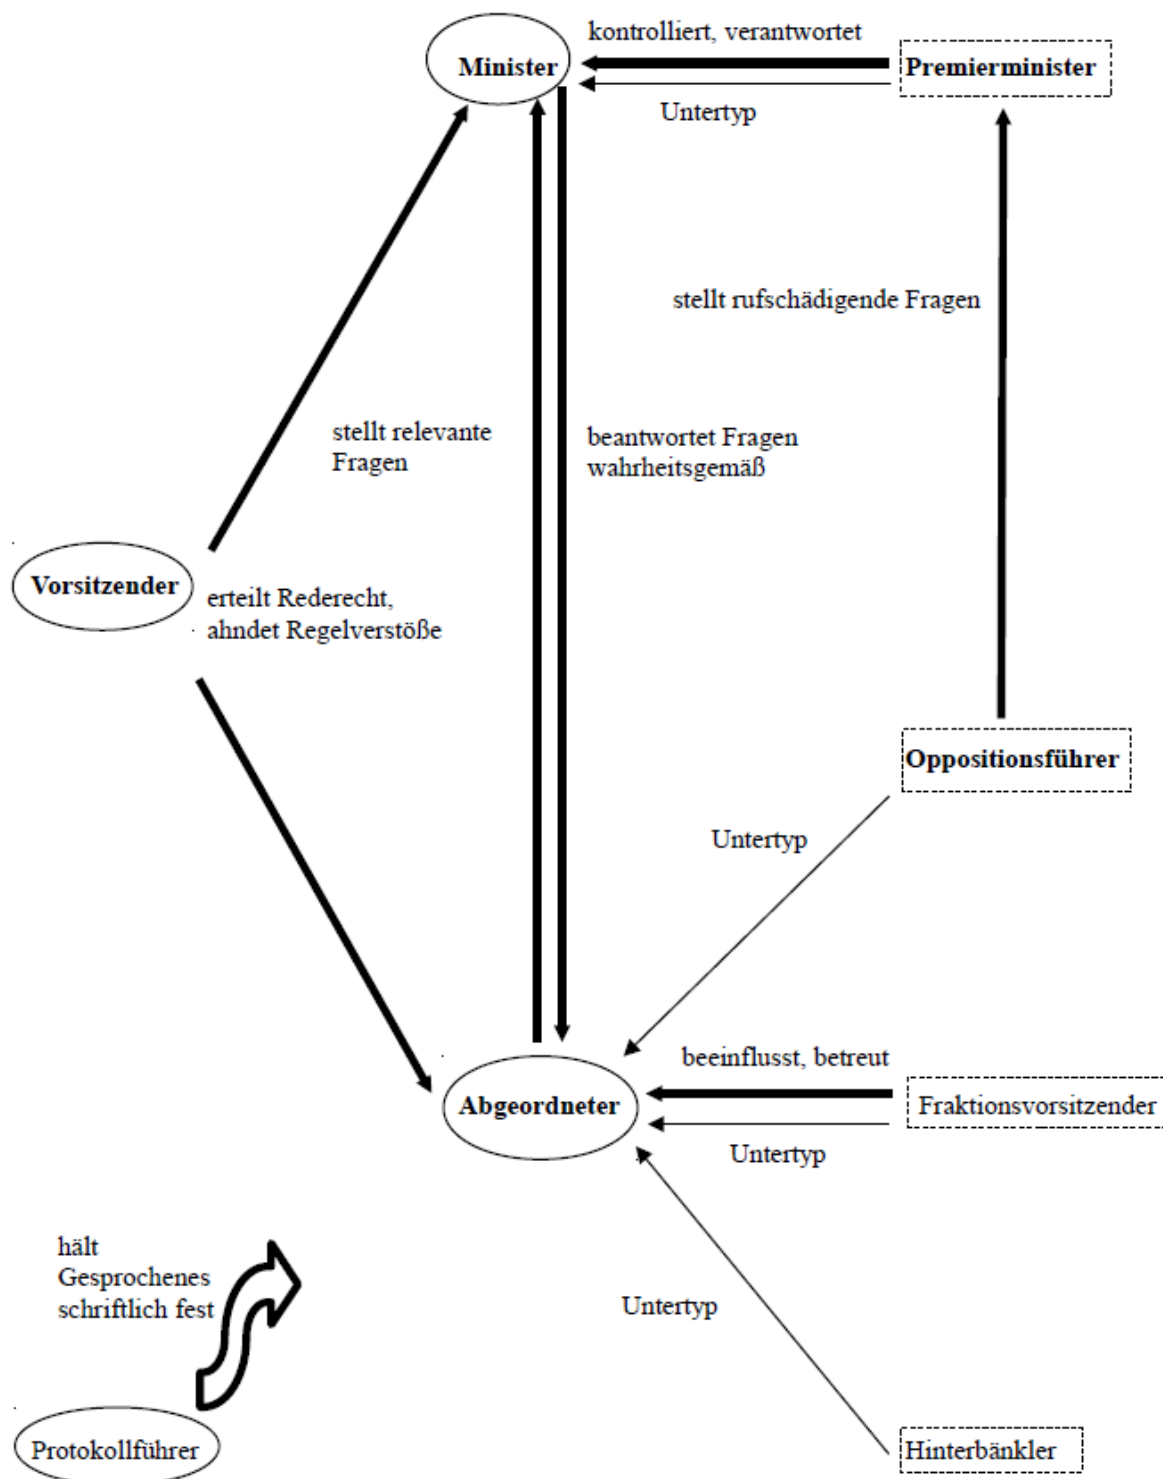 kontrolliert, verantwortet
Minister
Premierminister
Untertyp
stellt rufschädigende Fragen
stellt relevante
Fragen
beantwortet Fragen
wahrheitsgemäß
Vorsitzender
erteilt Rederecht,
ahndet Regelverstöße
Oppositionsführer
Untertyp
beeinflusst, betreut
Abgeordneter
Fraktionsvorsitzender
Untertyp
hält
Gesprochenes
schriftlich fest
Untertyp
Protokollführer
Hinterbänkler